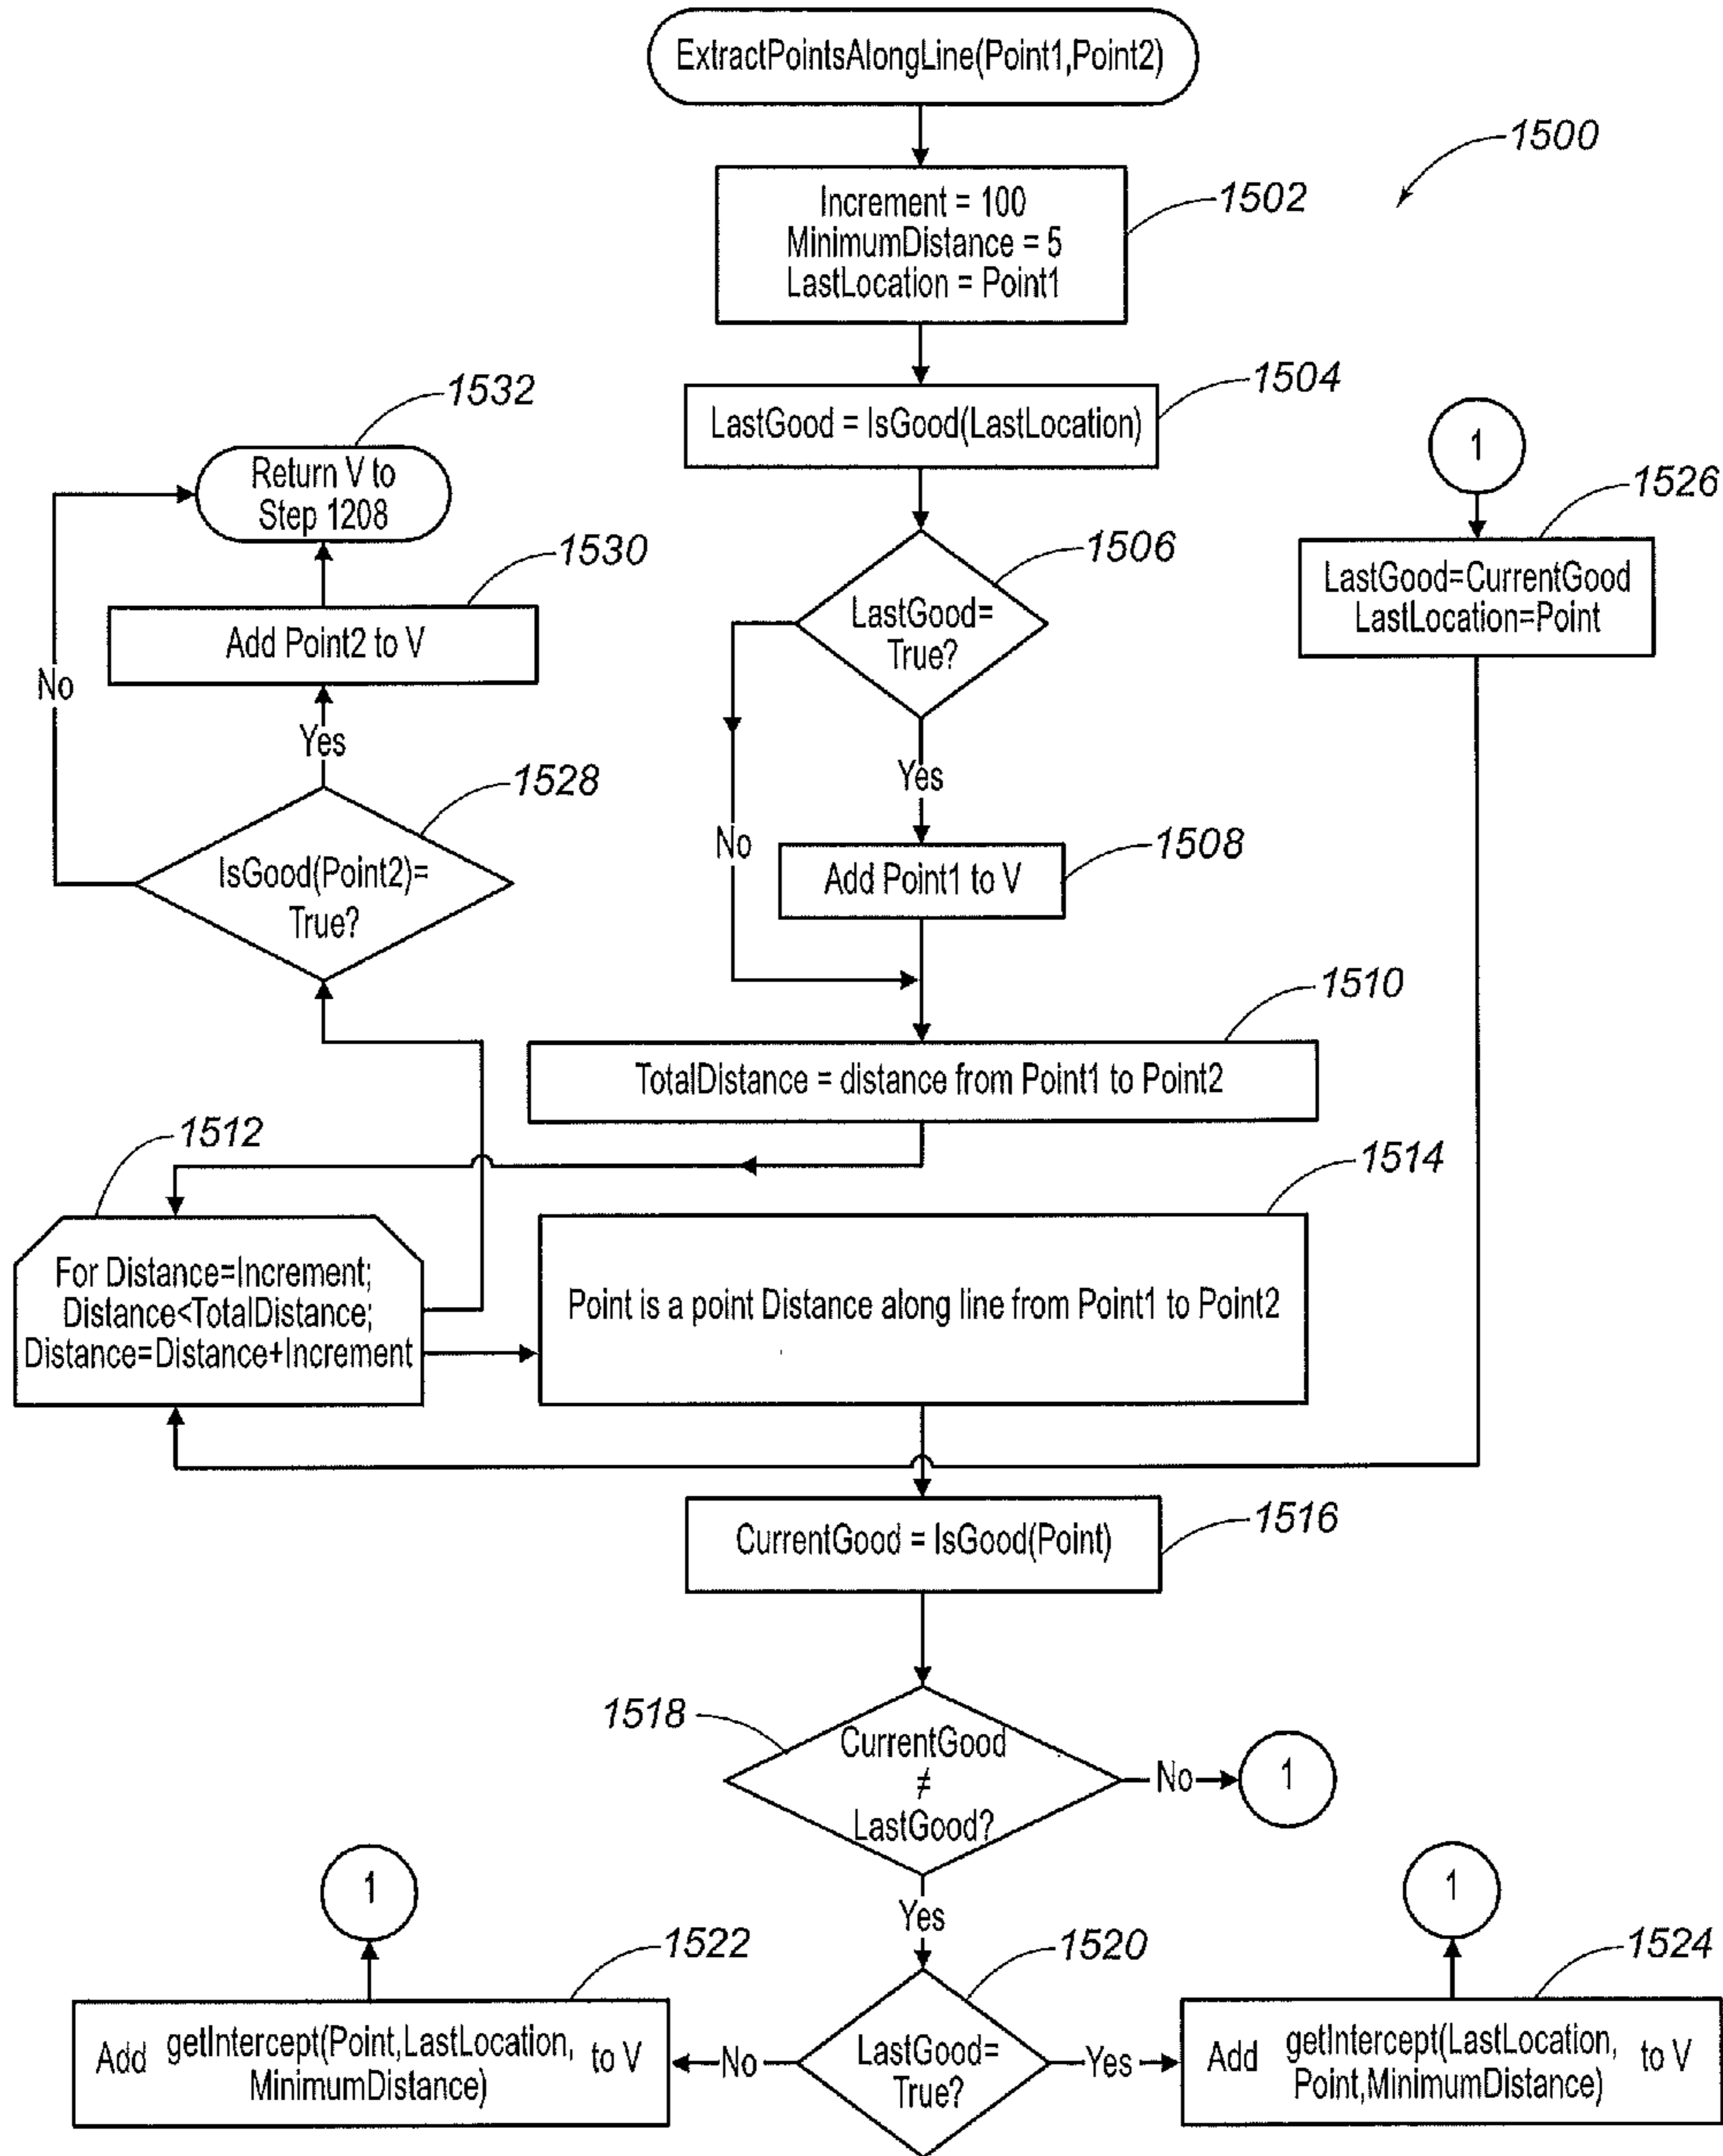 ExtractPointsAlongLine(Point1,Point2)
1500
Increment = 100
MinimumDistance = 5
LastLocation = Point1
1502
LastGood = IsGood(LastLocation)
1504
1532
Return V to
Step 1208
1
1526
LastGood=CurrentGood
LastLocation=Point
1530
Add Point2 to V
1506
LastGood=
True?
No
Yes
1528
IsGood(Point2)=
True?
Yes
No
1508
Add Point1 to V
1510
TotalDistance = distance from Point1 to Point2
1512
For Distance=Increment;
Distance<TotalDistance;
Distance=Distance+Increment
1514
Point is a point Distance along line from Point1 to Point2
1516
CurrentGood = IsGood(Point)
1518
CurrentGood
≠
LastGood?
No
1
Yes
1
1
1522
1520
1524
Add getIntercept(Point,LastLocation, to V
MinimumDistance)
No
LastGood=
True?
Yes
Add getIntercept(LastLocation, to V
Point,MinimumDistance)